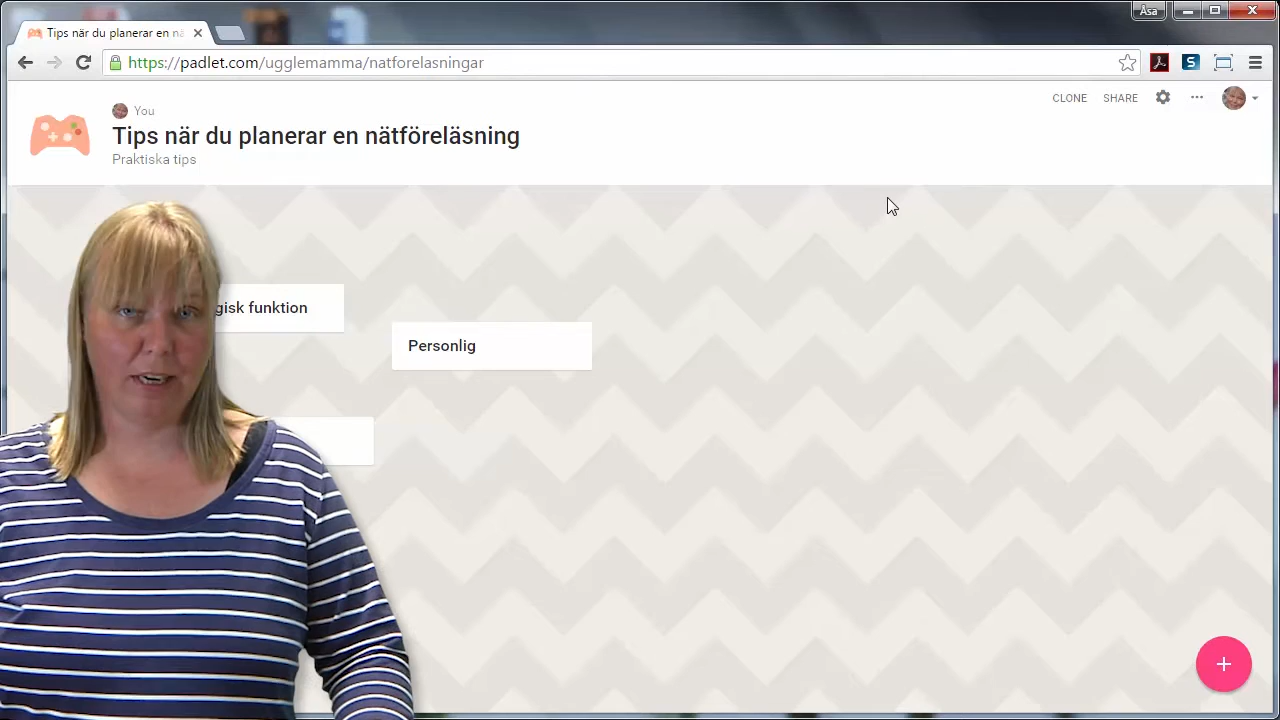 Åsa
Tips när du planerar en nä
https://padlet.com/ugglemamma/natforelasningar
CLONE SHARE
You
Tips när du planerar en nätföreläsning
Praktiska tips
gisk funktion
Personlig